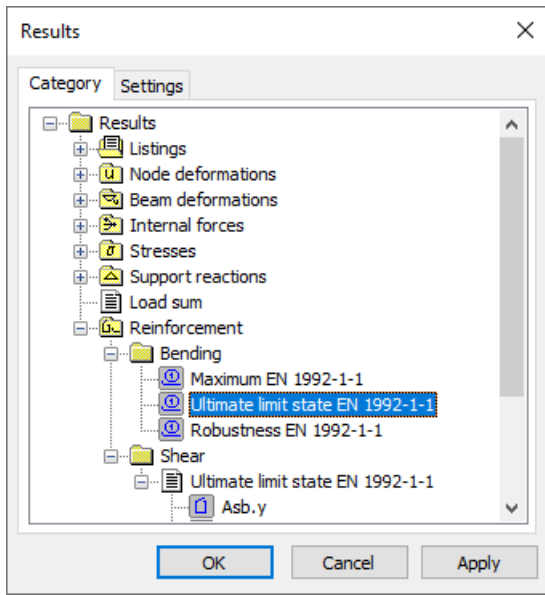 Results
Category Settings
Results
Listings
Node deformations
Beam deformations
Internal forces
Stresses
Support reactions
Load sum
Reinforcement
Bending
Maximum EN 1992-1-1
Ultimate limit state EN 1992-1-1
Robustness EN 1992-1-1
Shear
Ultimate limit state EN 1992-1-1
Asb.y
OK Cancel Apply